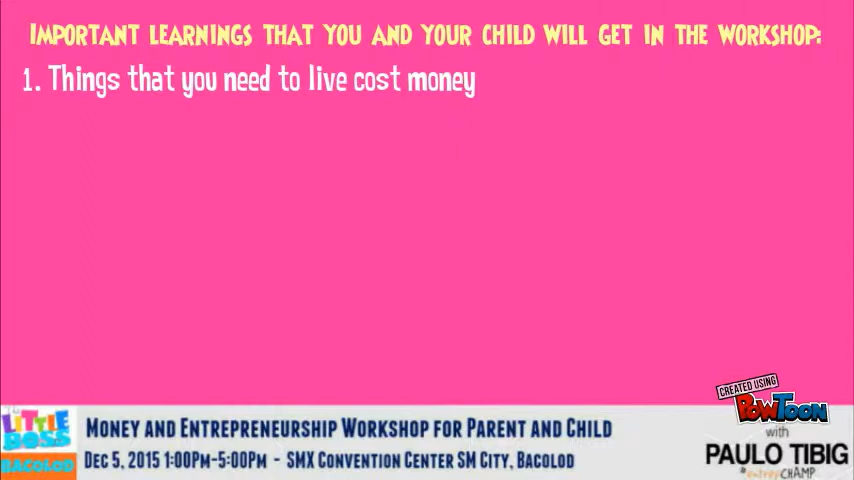 Important learnings that you and your child will get in the workshop:
1. Things that you need to live cost money
CREATED USING
POWTOON
The
LITTLE
BOSS
BACOLOD
Money and Entrepreneurship Workshop for Parent and Child
Dec 5, 2015 1:00pm-5:00pm - SMX Convention Center SM City, Bacolod
with
PAULO TIBIG
#entrepCHAMP